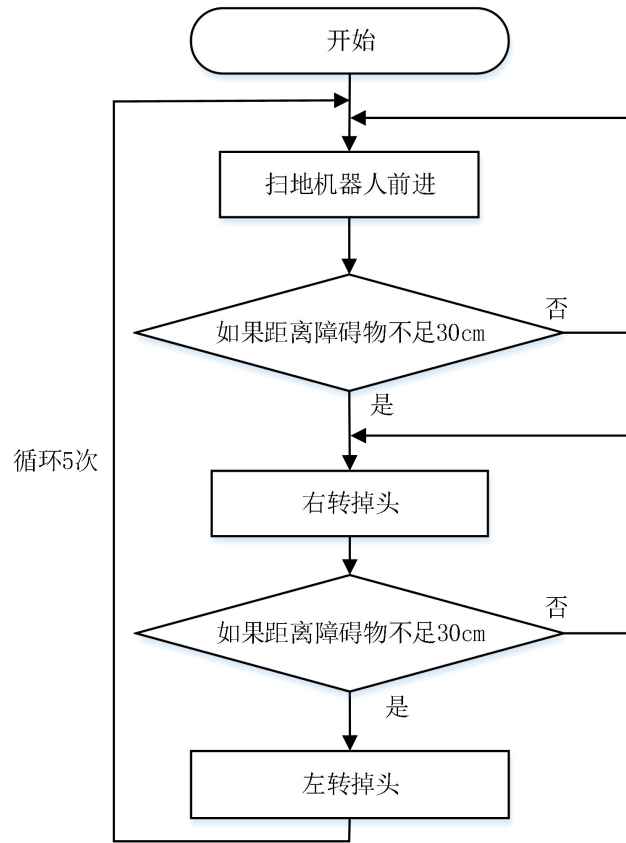 开始
扫地机器人前进
如果距离障碍物不足30cm
否
是
循环5次
右转掉头
如果距离障碍物不足30cm
否
是
左转掉头